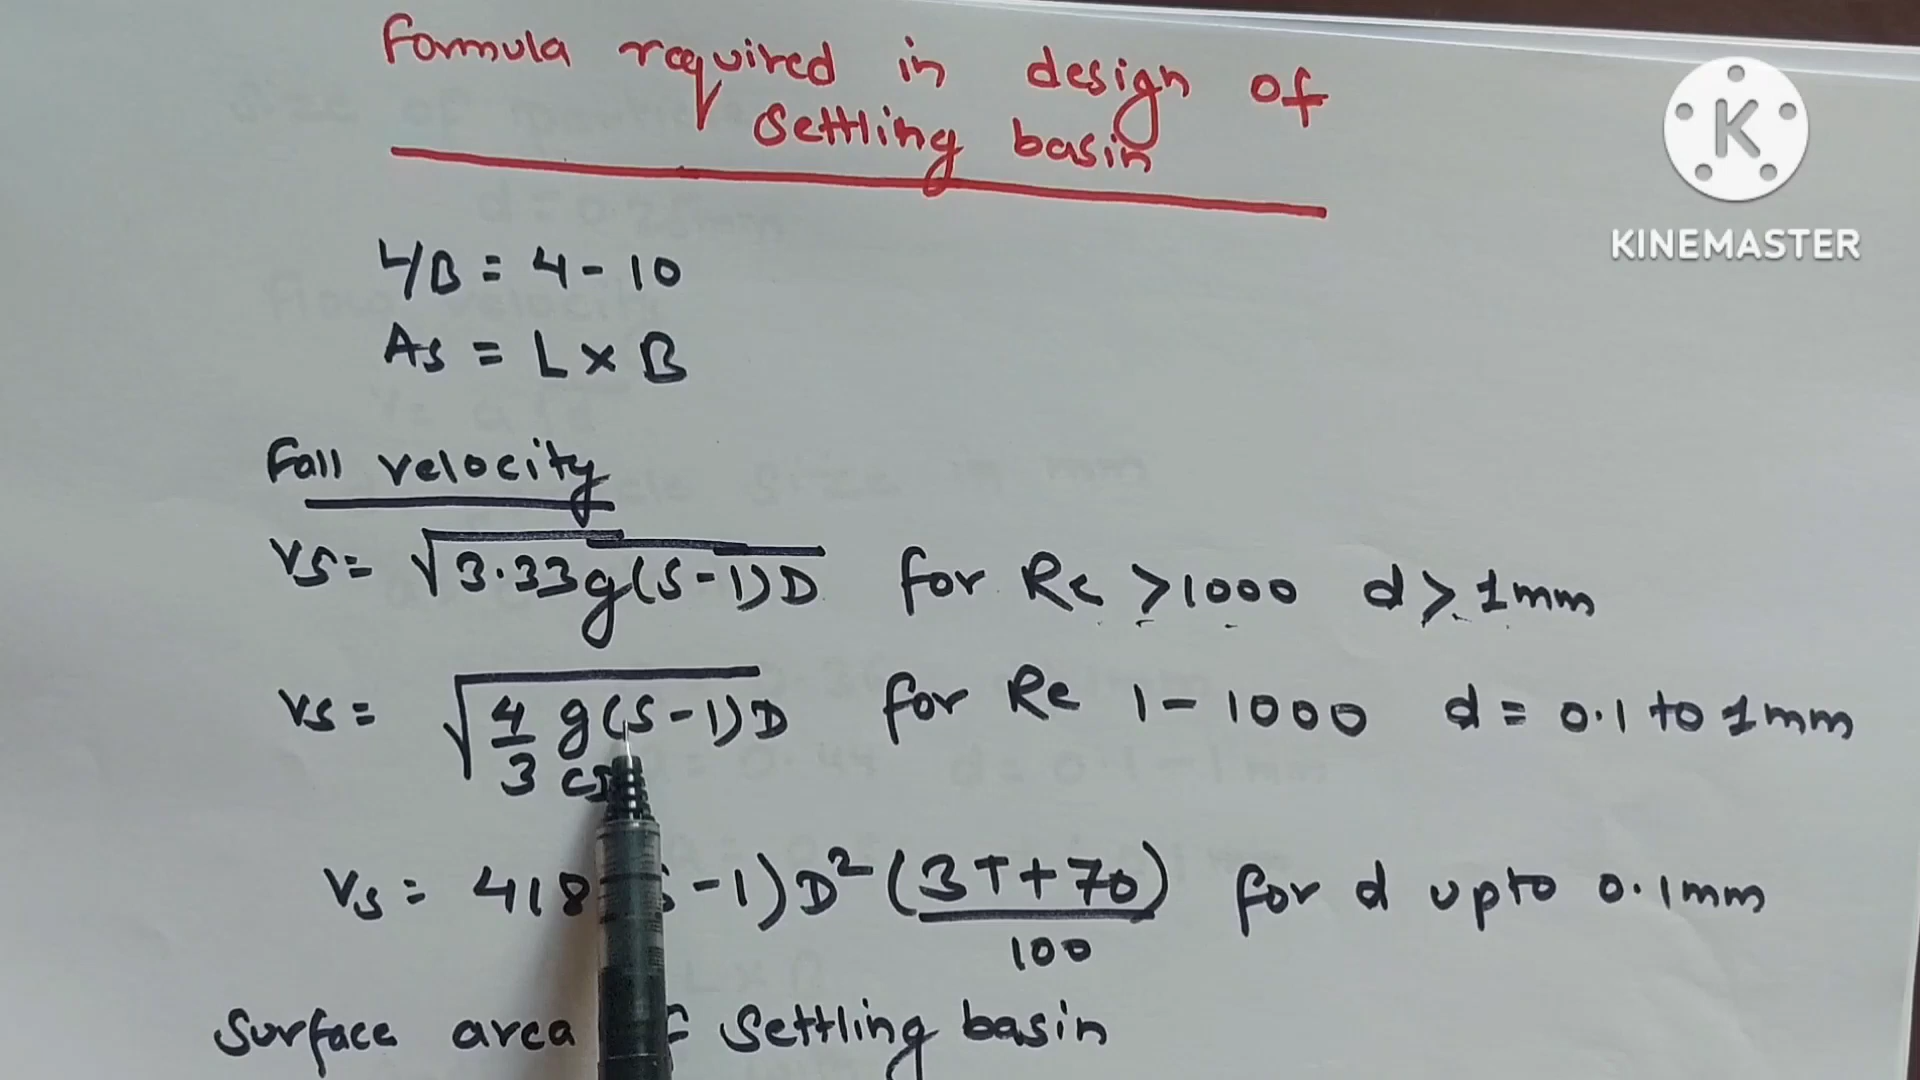 Formula required in design of
settling basin
KINEMASTER
L/B = 4 - 10
As = L × B
Fall velocity
Vs = √3.33g(S-1)D for Re >1000 d > 1mm
Vs = √4/3 g(S-1)D for Re 1 - 1000 d = 0.1 to 1mm
Vs = 418 -1)D² (3T+70)/100 for d upto 0.1mm
Surface area settling basin